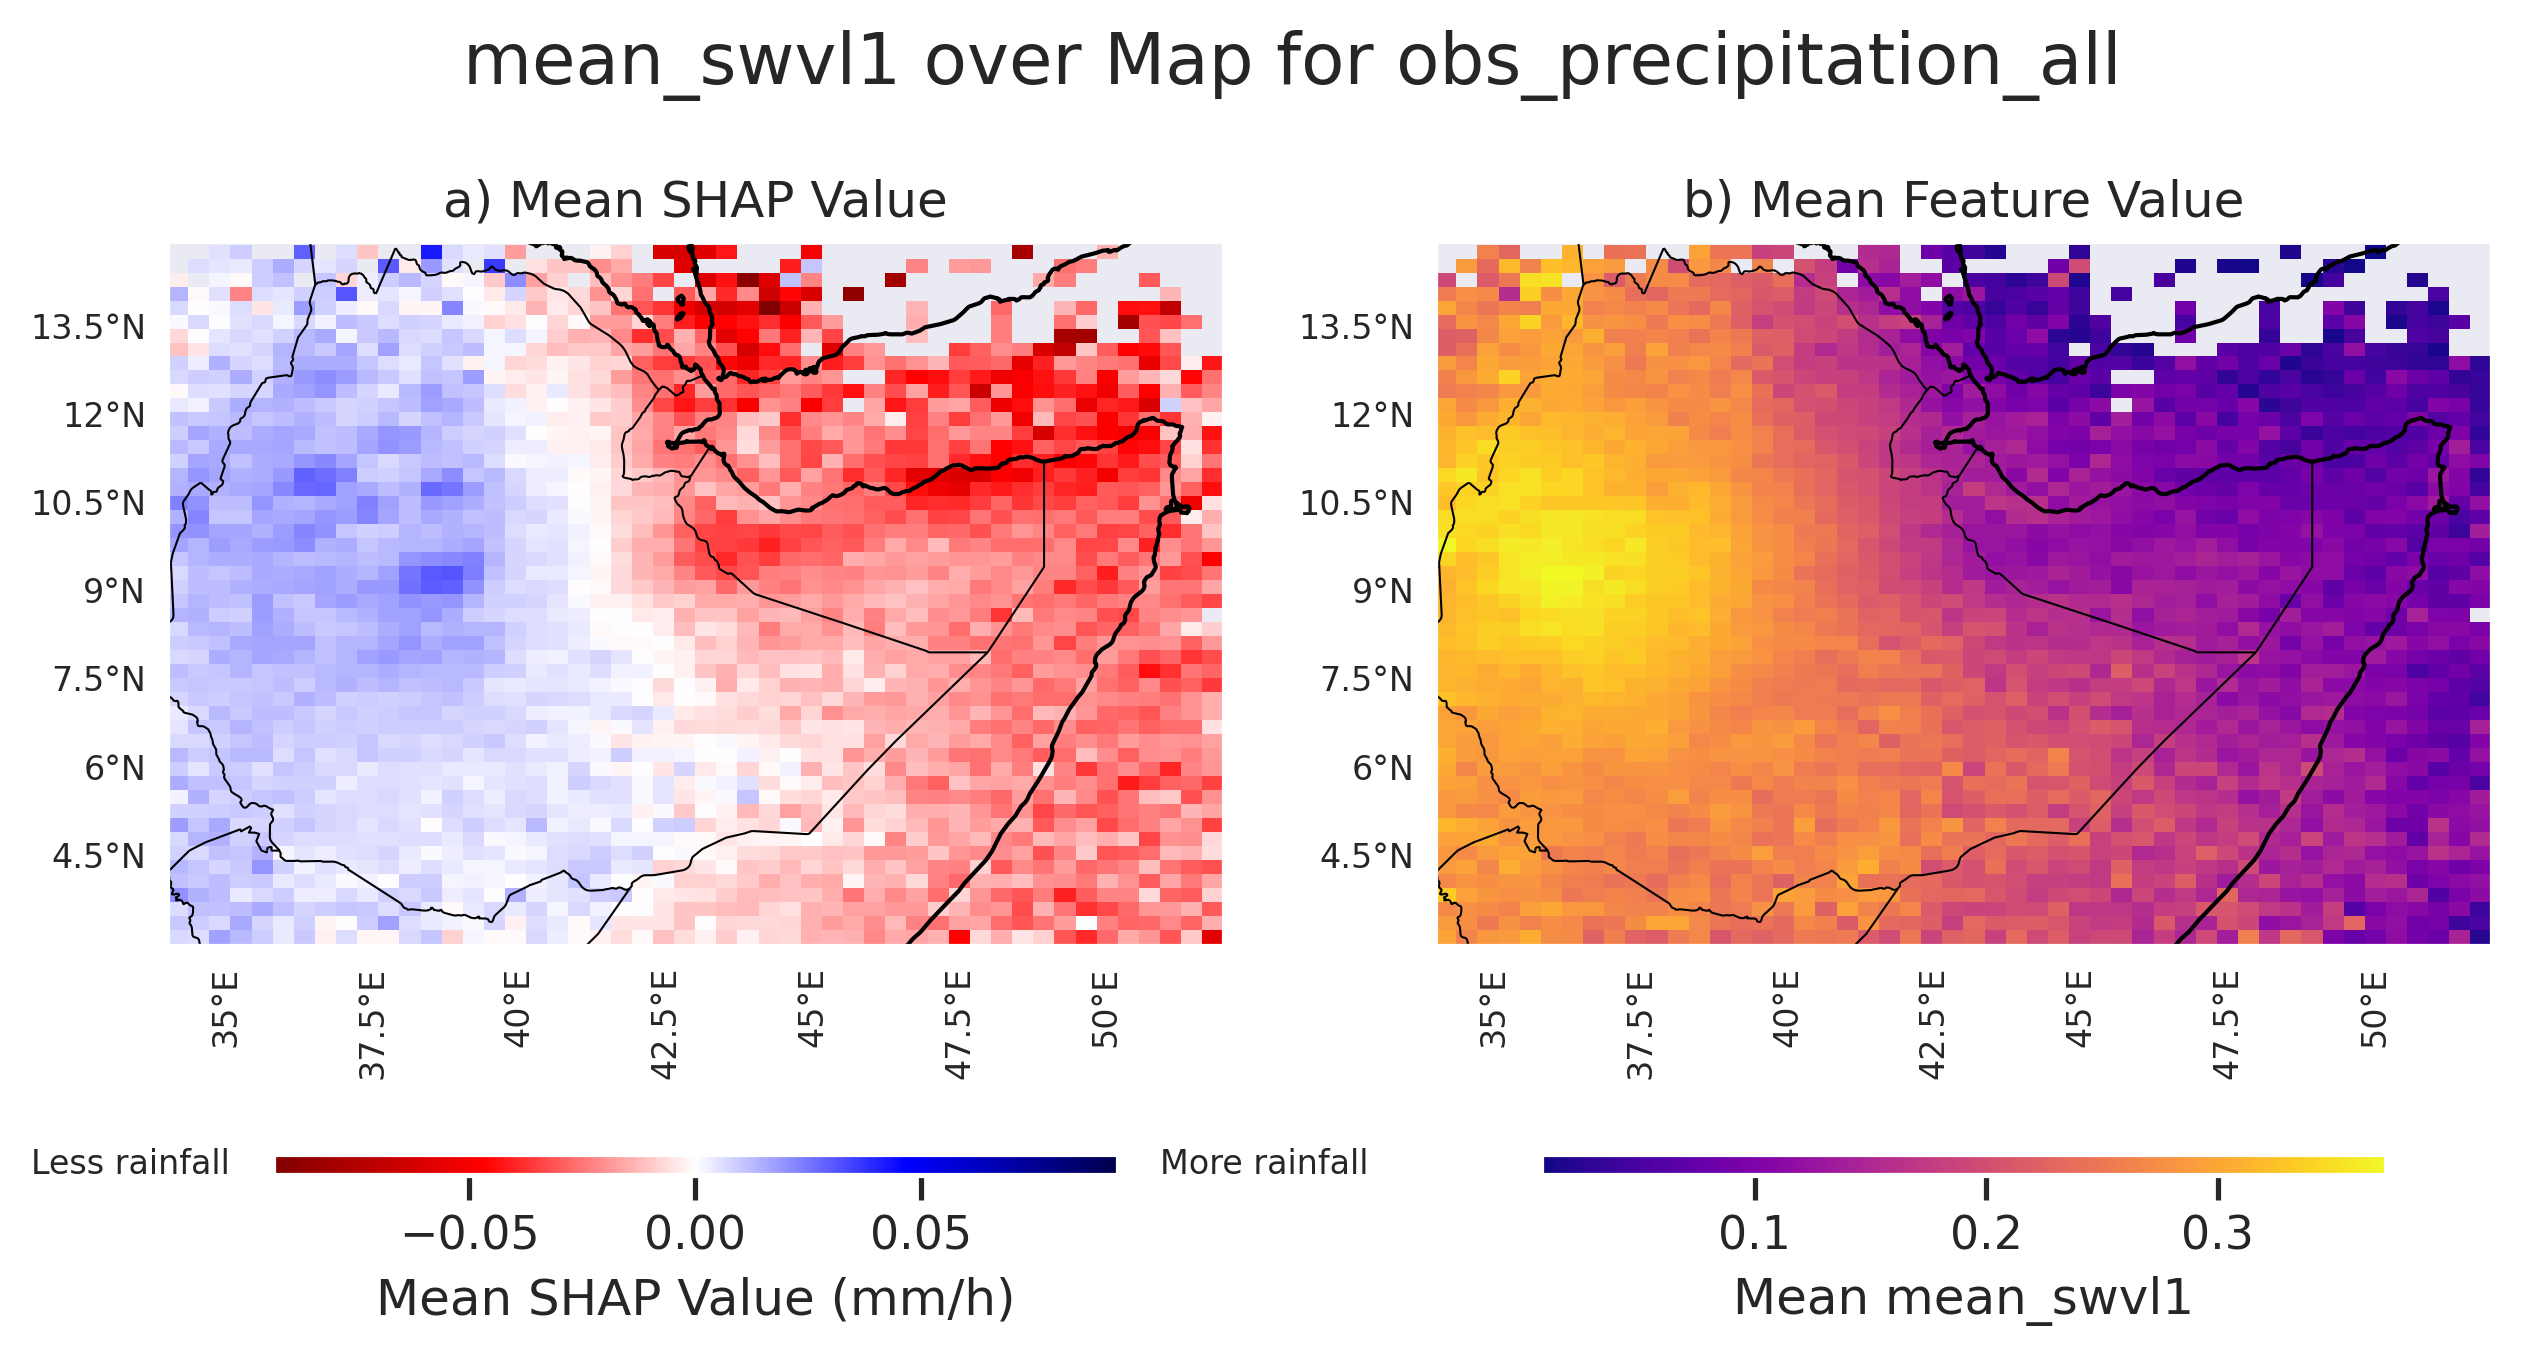 mean_swvl1 over Map for obs_precipitation_all
a) Mean SHAP Value
13.5°N
12°N
10.5°N
9°N
7.5°N
6°N
4.5°N
35°E
37.5°E
40°E
42.5°E
45°E
47.5°E
50°E
Less rainfall
More rainfall
−0.05
0.00
0.05
Mean SHAP Value (mm/h)
b) Mean Feature Value
13.5°N
12°N
10.5°N
9°N
7.5°N
6°N
4.5°N
35°E
37.5°E
40°E
42.5°E
45°E
47.5°E
50°E
0.1
0.2
0.3
Mean mean_swvl1